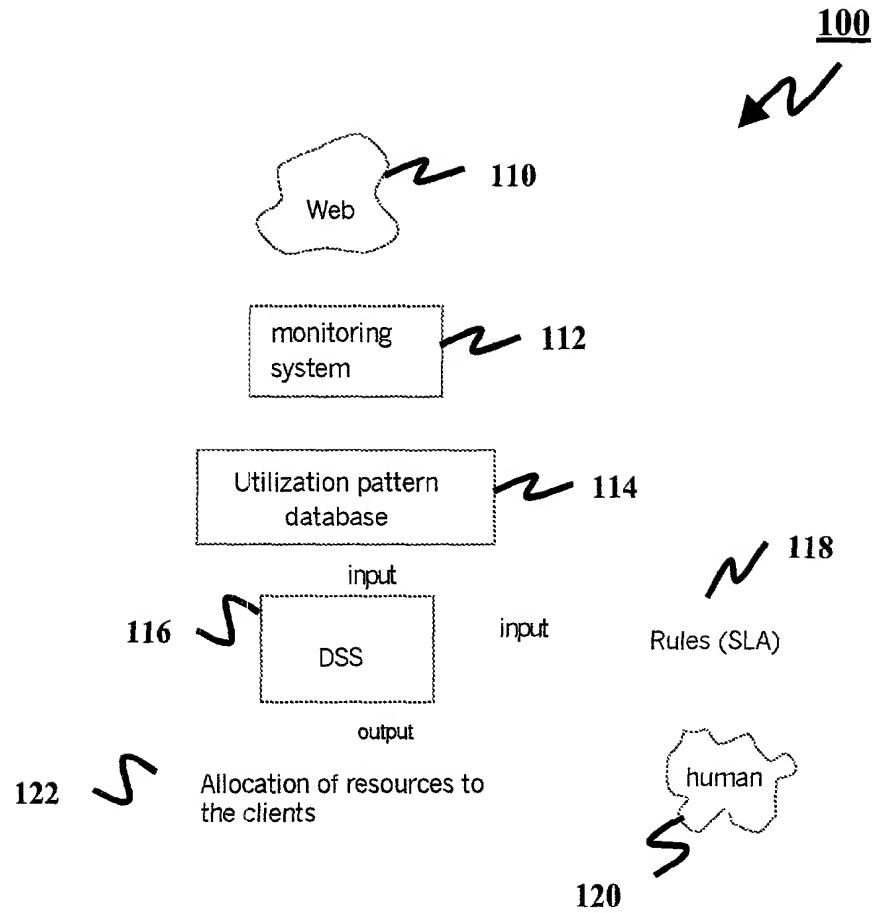 100
110
Web
monitoring
system
112
Utilization pattern
database
114
118
input
116
DSS
input
Rules (SLA)
output
122
Allocation of resources to
the clients
human
120